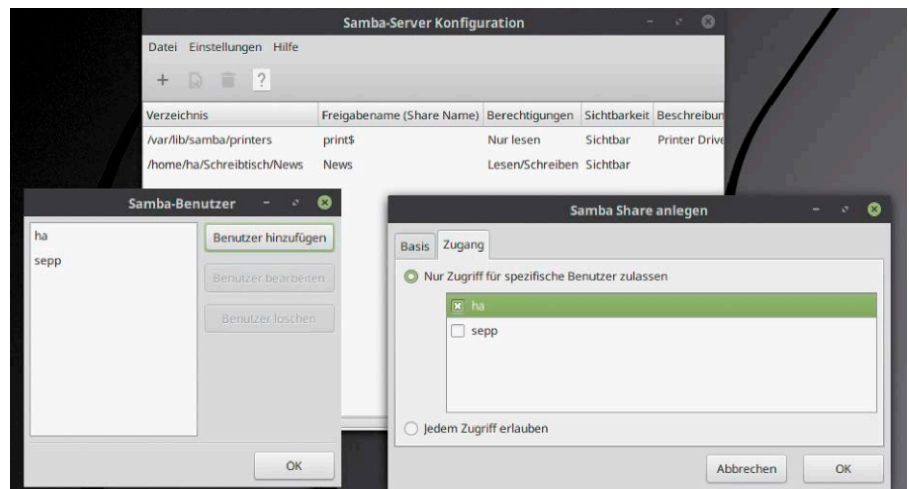 Samba-Server Konfiguration
Datei Einstellungen Hilfe
+ ?
Verzeichnis Freigabename (Share Name) Berechtigungen Sichtbarkeit Beschreibun
/var/lib/samba/printers print$ Nur lesen Sichtbar Printer Drive
/home/ha/Schreibtisch/News News Lesen/Schreiben Sichtbar
Samba-Benutzer
ha
sepp
Benutzer hinzufügen
Benutzer bearbeiten
Benutzer löschen
OK
Samba Share anlegen
Basis Zugang
Nur Zugriff für spezifische Benutzer zulassen
ha
sepp
Jedem Zugriff erlauben
Abbrechen OK